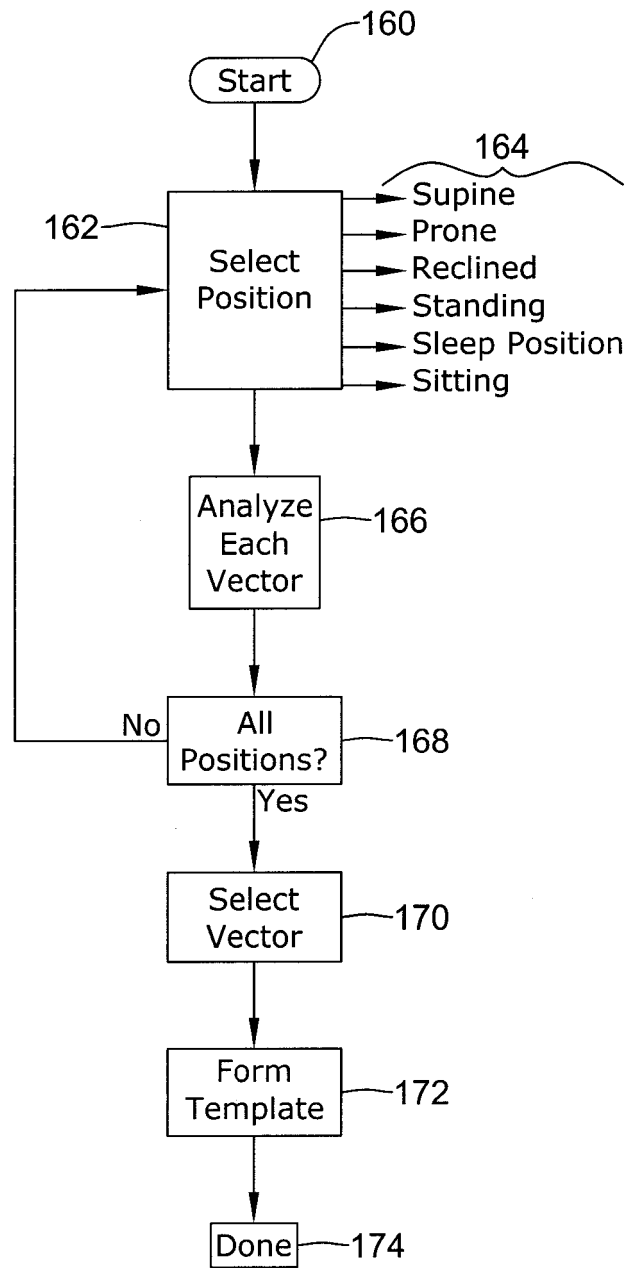 160
Start
164
162
Select
Position
Supine
Prone
Reclined
Standing
Sleep Position
Sitting
Analyze
Each
Vector
166
No
All
Positions?
168
Yes
Select
Vector
170
Form
Template
172
Done
174